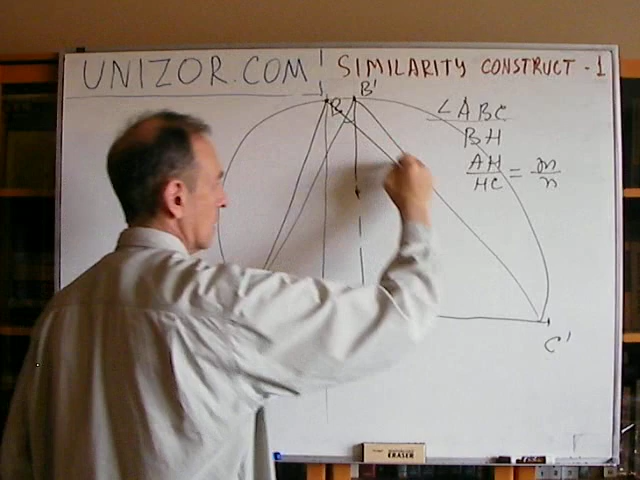 UNIZOR.COM SIMILARITY CONSTRUCT - 1
B B'
∠ABC
BH
AH/HC = m/n
C'
ERASER